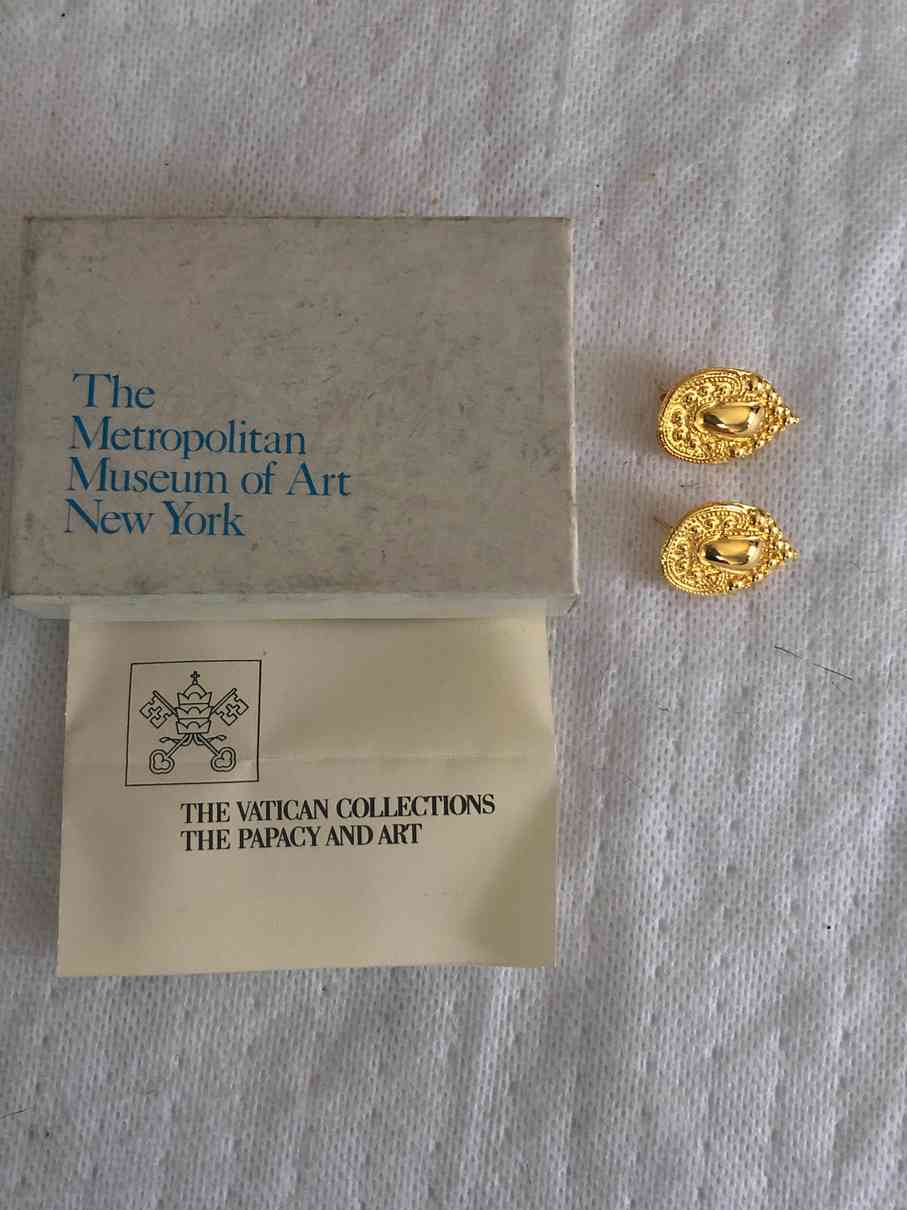 The
Metropolitan
Museum of Art
New York
THE VATICAN COLLECTIONS
THE PAPACY AND ART